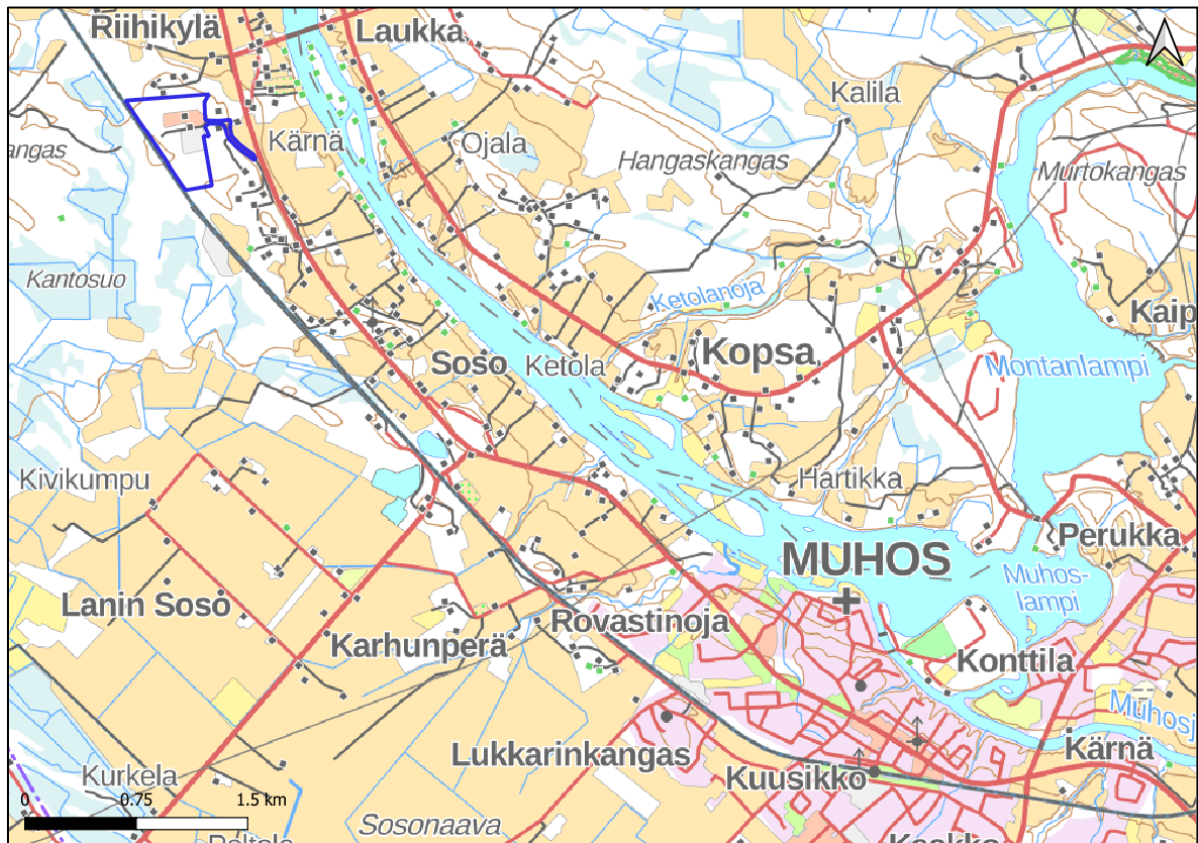 Riihikylä
Laukka
Kalila
Kärnä
Ojala
angas
Hangaskangas
Murtokangas
Kantosuo
Ketolanoja
Kaip
Soso
Ketola
Kopsa
Montanlampi
Kivikumpu
Hartikka
Perukka
MUHOS
Muhos-
lampi
Lanin Soso
Rovastinoja
Karhunperä
Konttila
Muhosj
Lukkarinkangas
Kärnä
Kurkela
Kuusikko
0
0.75
1.5 km
Sosonaava